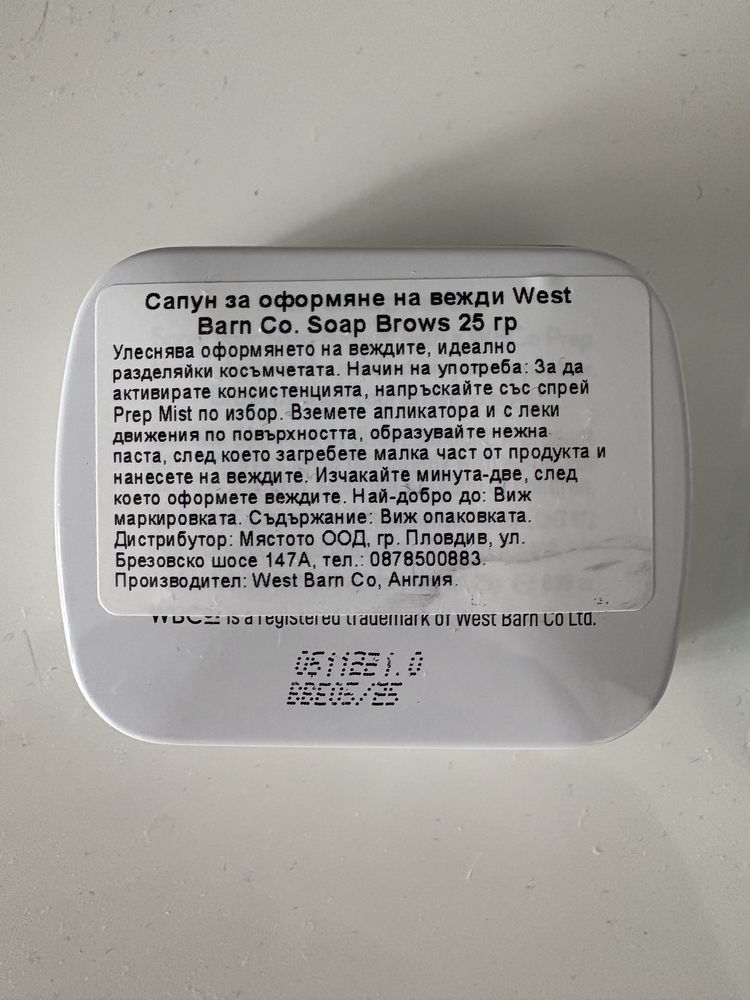 Сапун за оформяне на вежди West
Barn Co. Soap Brows 25 гр
Улеснява оформянето на веждите, идеално
разделяйки косъмчетата. Начин на употреба: За да
активирате консистенцията, напръскайте със спрей
Prep Mist по избор. Вземете апликатора и с леки
движения по повърхността, образувайте нежна
паста, след което загребете малка част от продукта и
нанесете на веждите. Изчакайте минута-две, след
което оформете веждите. Най-добро до: Виж
маркировката. Съдържание: Виж опаковката.
Дистрибутор: Мястото ООД, гр. Пловдив, ул.
Брезовско шосе 147А, тел.: 0878500883.
Производител: West Barn Co, Англия.
is a registered trademark of West Barn Co Ltd.
0511221.0
BBE05/25